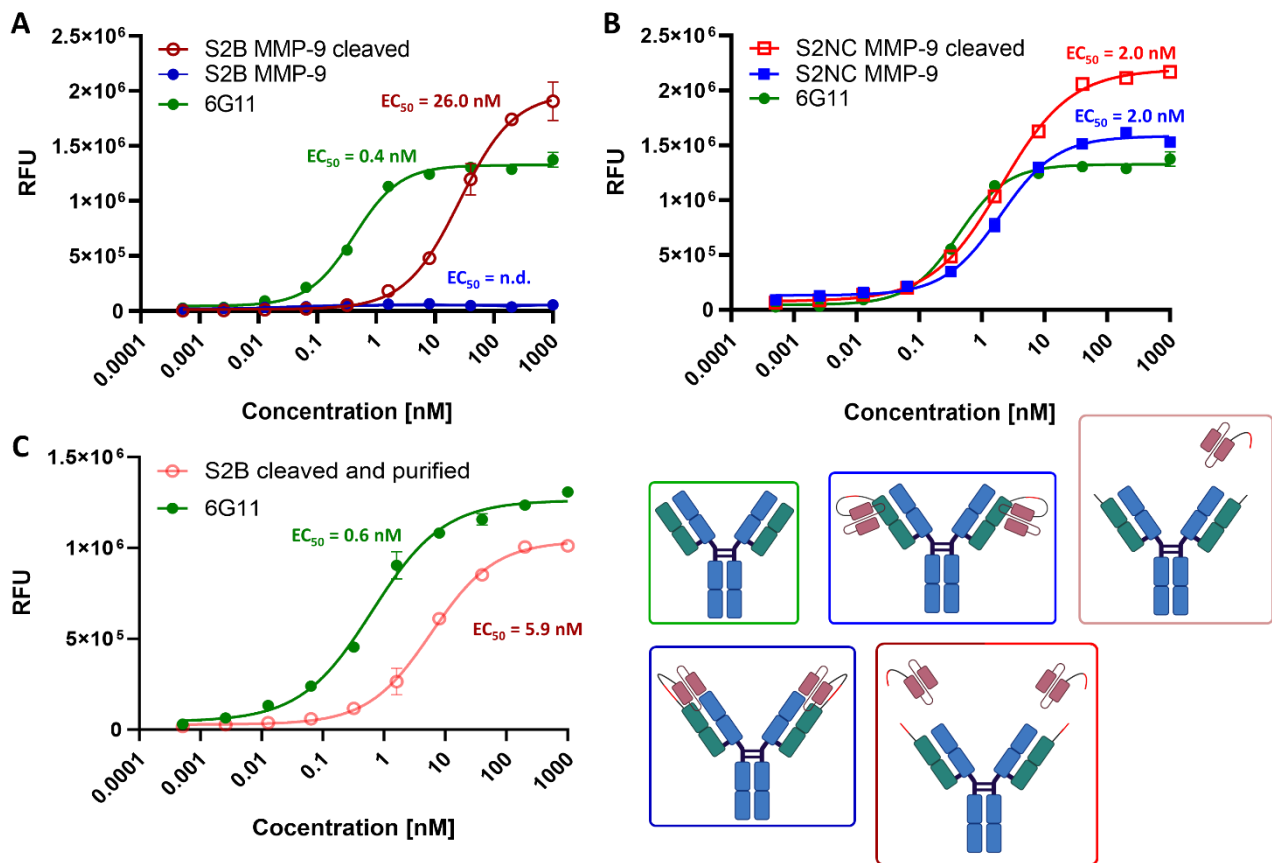 A
2.5×10⁶
2×10⁶
1.5×10⁶
1×10⁶
5×10⁵
0
RFU
S2B MMP-9 cleaved
S2B MMP-9
6G11
EC₅₀ = 26.0 nM
EC₅₀ = 0.4 nM
EC₅₀ = n.d.
0.0001
0.001
0.01
0.1
1
10
100
1000
Concentration [nM]
B
2.5×10⁶
2×10⁶
1.5×10⁶
1×10⁶
5×10⁵
0
RFU
S2NC MMP-9 cleaved
S2NC MMP-9
6G11
EC₅₀ = 2.0 nM
EC₅₀ = 2.0 nM
0.0001
0.001
0.01
0.1
1
10
100
1000
Concentration [nM]
C
1.5×10⁶
1×10⁶
5×10⁵
0
RFU
S2B cleaved and purified
6G11
EC₅₀ = 0.6 nM
EC₅₀ = 5.9 nM
0.0001
0.001
0.01
0.1
1
10
100
1000
Cocentration [nM]